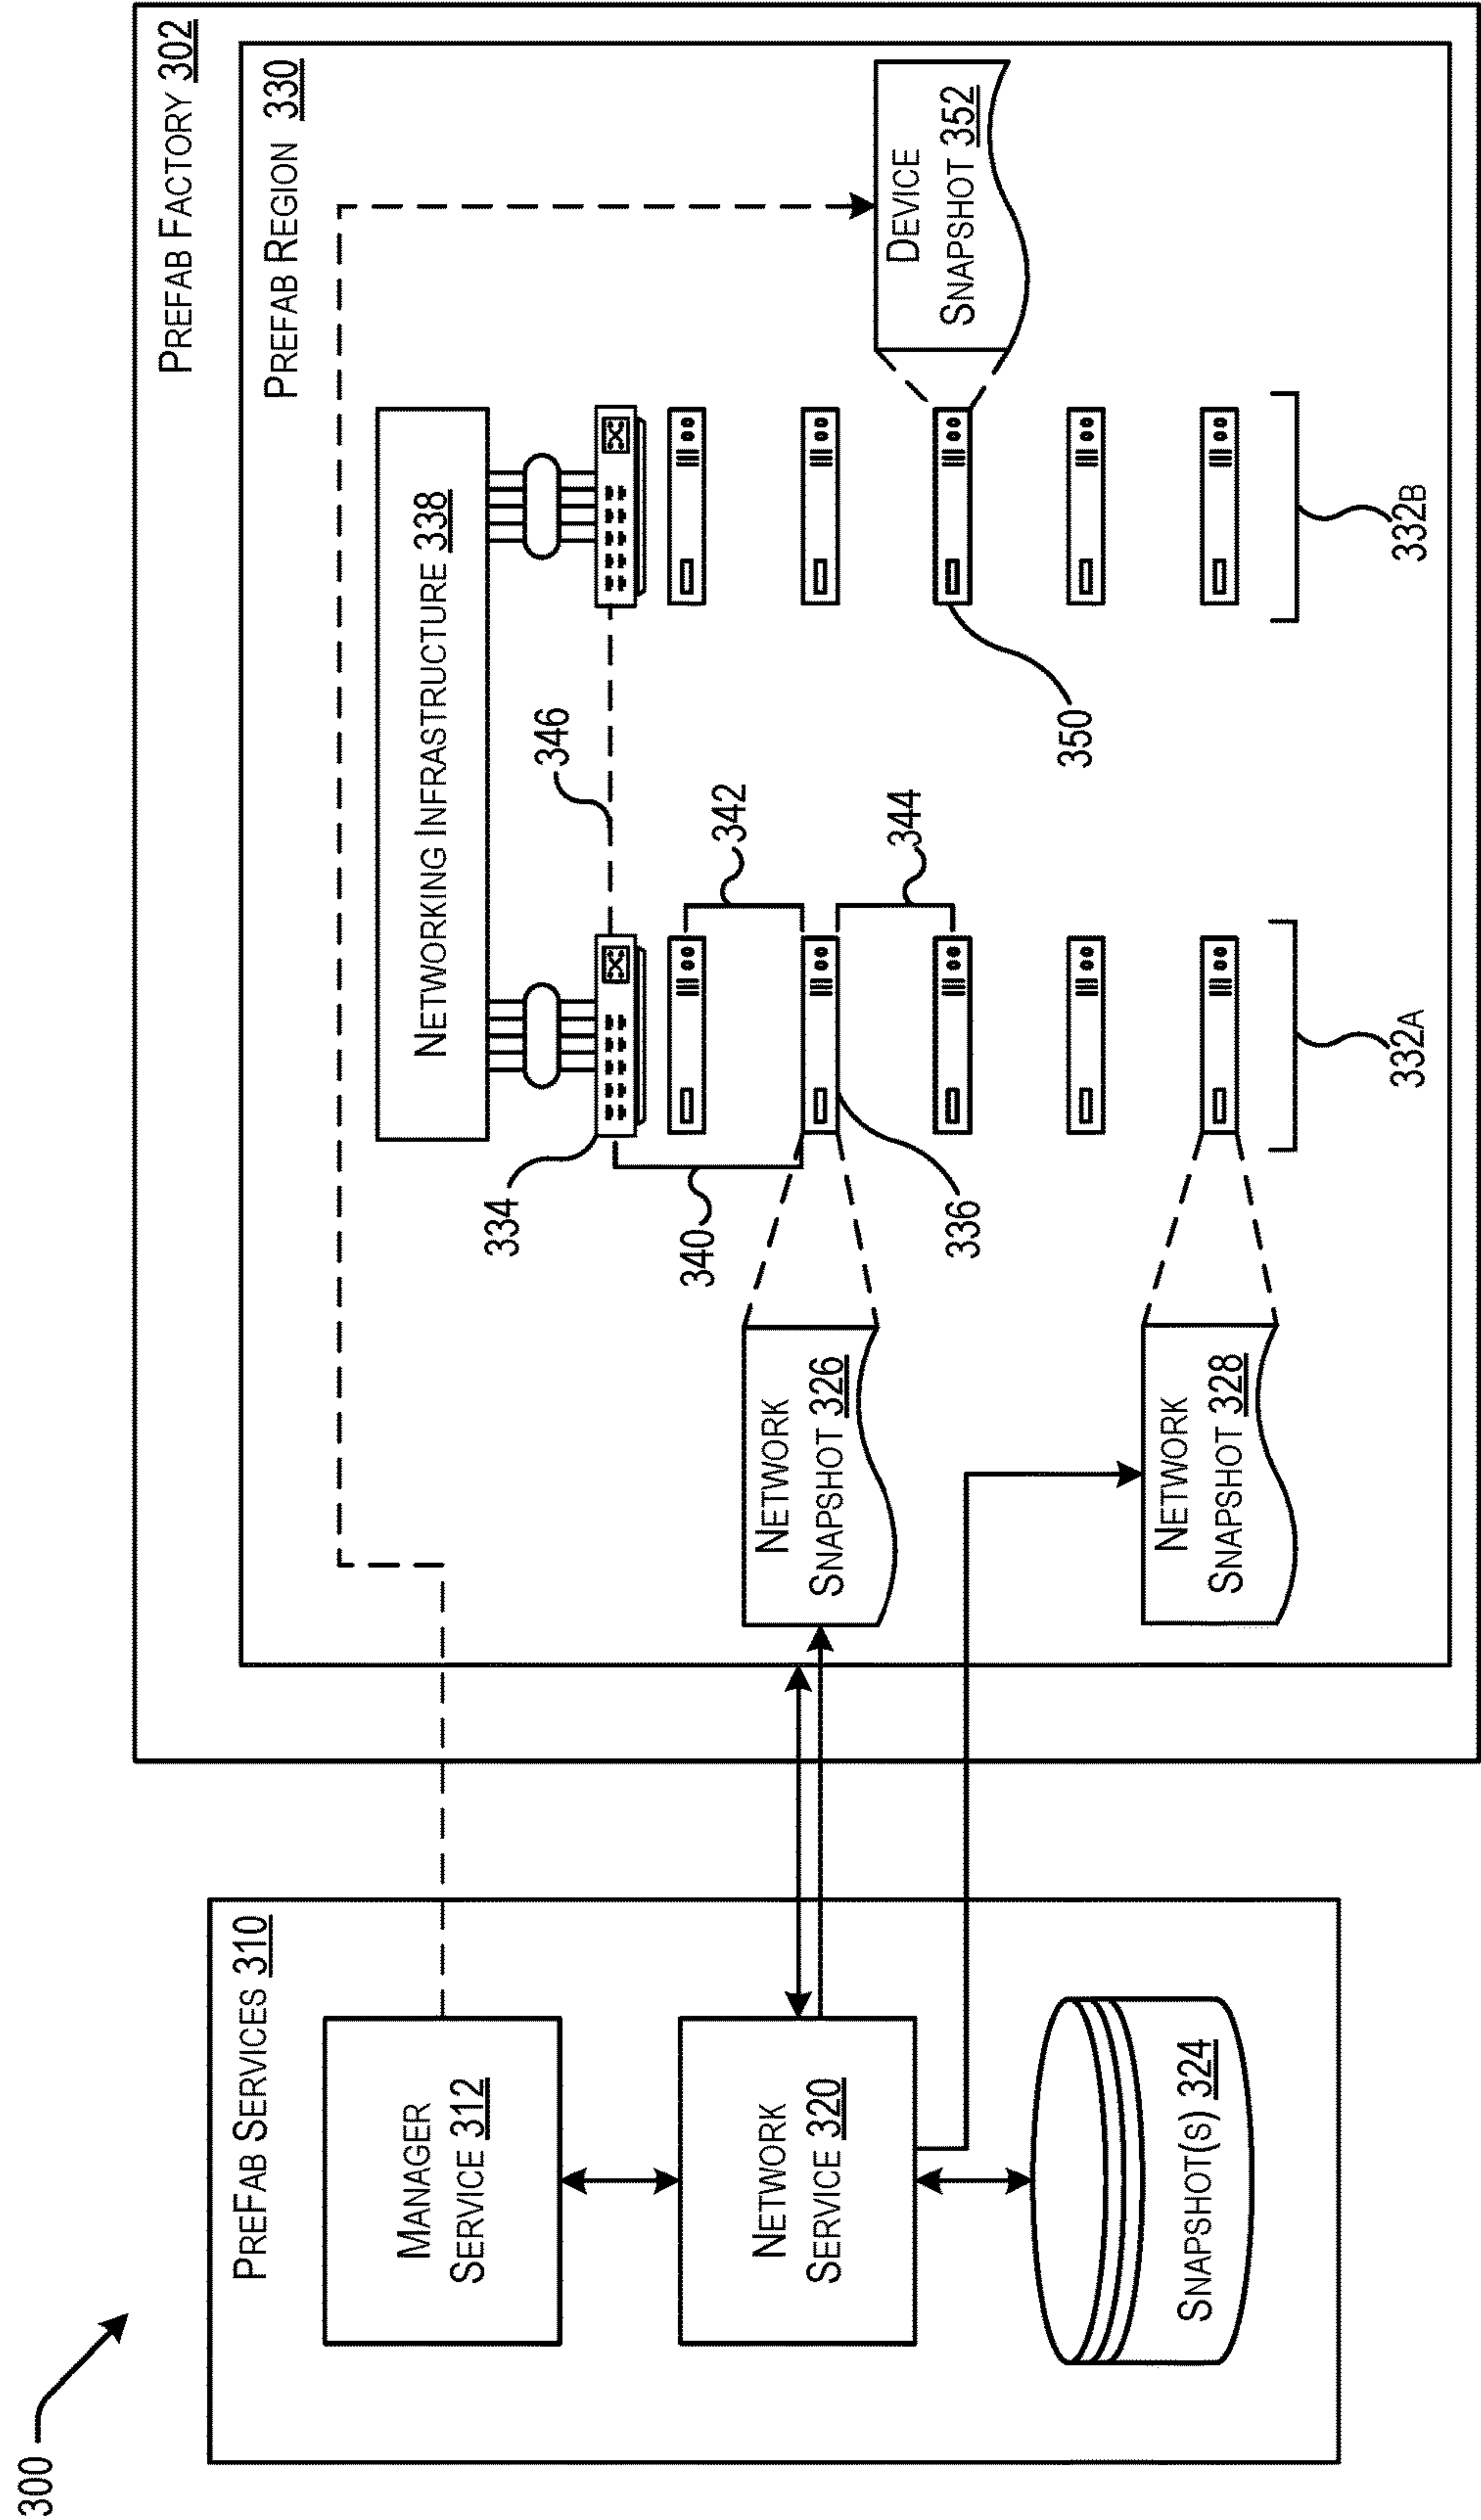 300
PREFAB SERVICES 310
MANAGER
SERVICE 312
NETWORK
SERVICE 320
SNAPSHOT(S) 324
PREFAB FACTORY 302
PREFAB REGION 330
NETWORKING INFRASTRUCTURE 338
334
346
340
342
336
344
NETWORK
SNAPSHOT 326
NETWORK
SNAPSHOT 328
DEVICE
SNAPSHOT 352
350
332A
332B